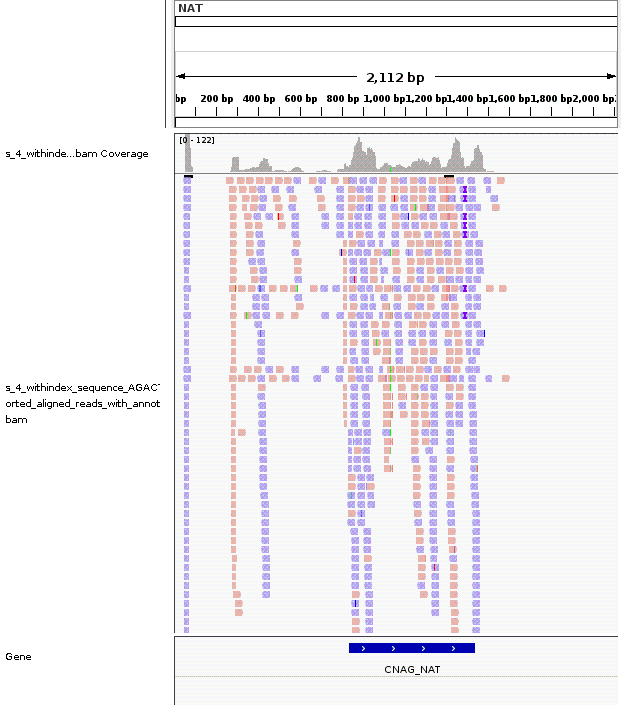 NAT
2,112 bp
bp 200 bp 400 bp 600 bp 800 bp 1,000 bp 1,200 bp 1,400 bp 1,600 bp 1,800 bp 2,000 bp
[0 - 122]
s_4_withinde...bam Coverage
s_4_withindex_sequence_AGAC
orted_aligned_reads_with_annot
bam
Gene
CNAG_NAT